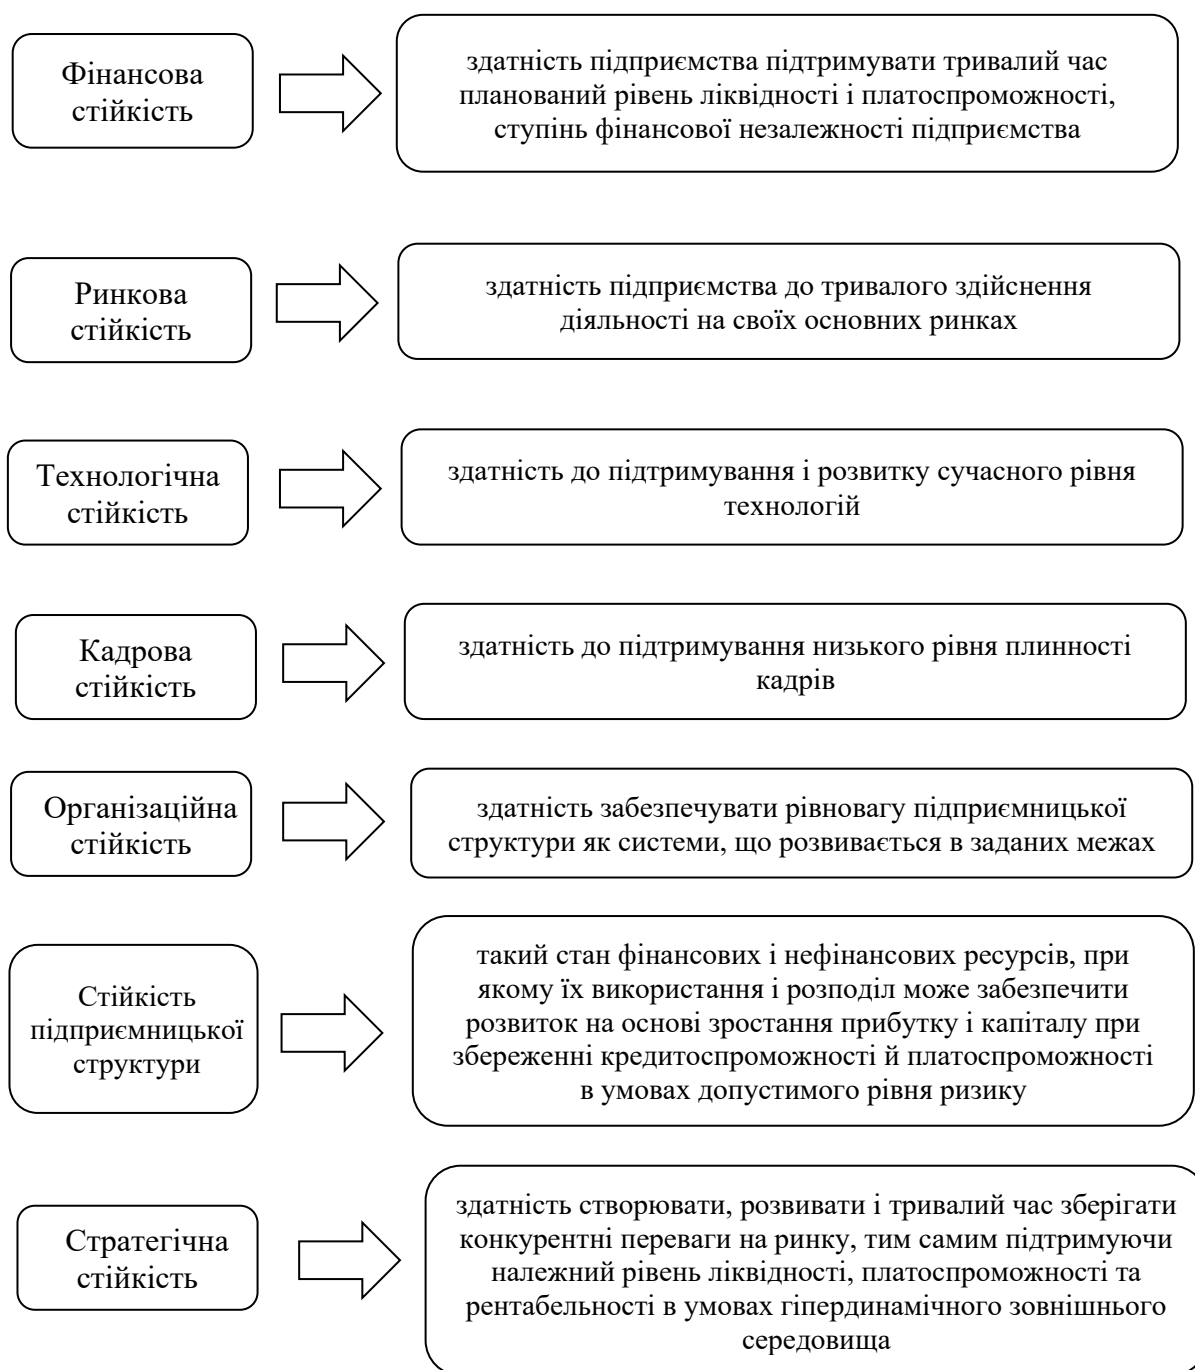 Фінансова
стійкість
здатність підприємства підтримувати тривалий час
планований рівень ліквідності і платоспроможності,
ступінь фінансової незалежності підприємства
Ринкова
стійкість
здатність підприємства до тривалого здійснення
діяльності на своїх основних ринках
Технологічна
стійкість
здатність до підтримування і розвитку сучасного рівня
технологій
Кадрова
стійкість
здатність до підтримування низького рівня плинності
кадрів
Організаційна
стійкість
здатність забезпечувати рівновагу підприємницької
структури як системи, що розвивається в заданих межах
Стійкість
підприємницької
структури
такий стан фінансових і нефінансових ресурсів, при
якому їх використання і розподіл може забезпечити
розвиток на основі зростання прибутку і капіталу при
збереженні кредитоспроможності й платоспроможності
в умовах допустимого рівня ризику
Стратегічна
стійкість
здатність створювати, розвивати і тривалий час зберігати
конкурентні переваги на ринку, тим самим підтримуючи
належний рівень ліквідності, платоспроможності та
рентабельності в умовах гіпердинамічного зовнішнього
середовища